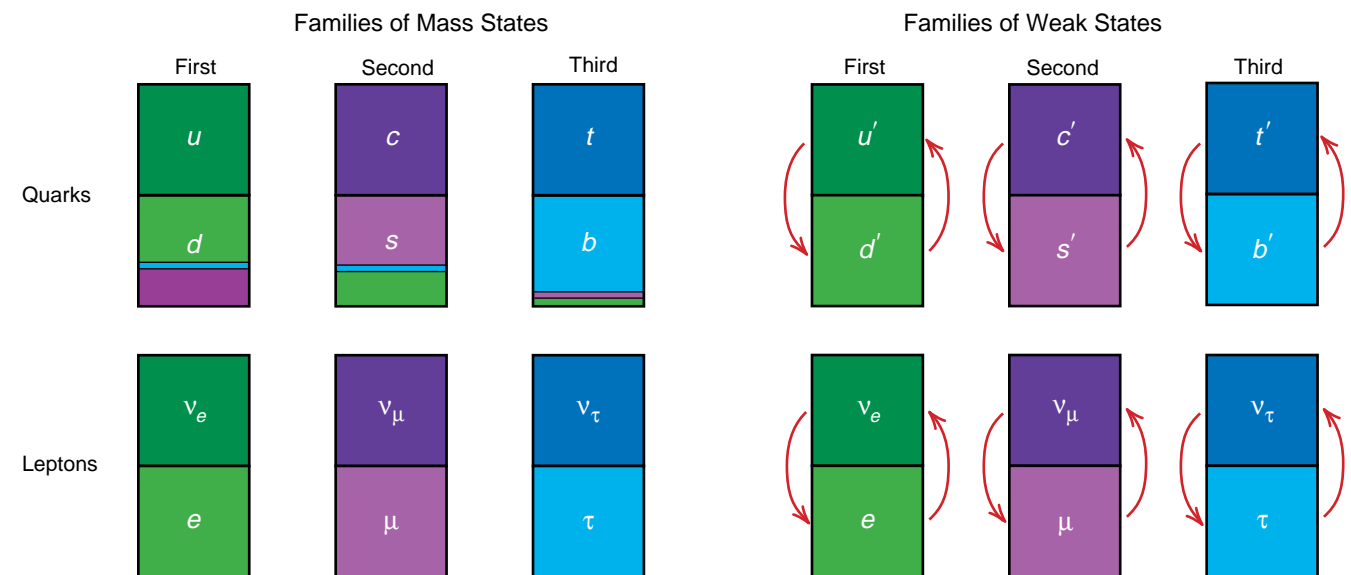 Families of Mass States Families of Weak States
First Second Third First Second Third
Quarks
u c t u′ c′ t′
d s b d′ s′ b′
Leptons
νe νμ ντ νe νμ ντ
e μ τ e μ τ